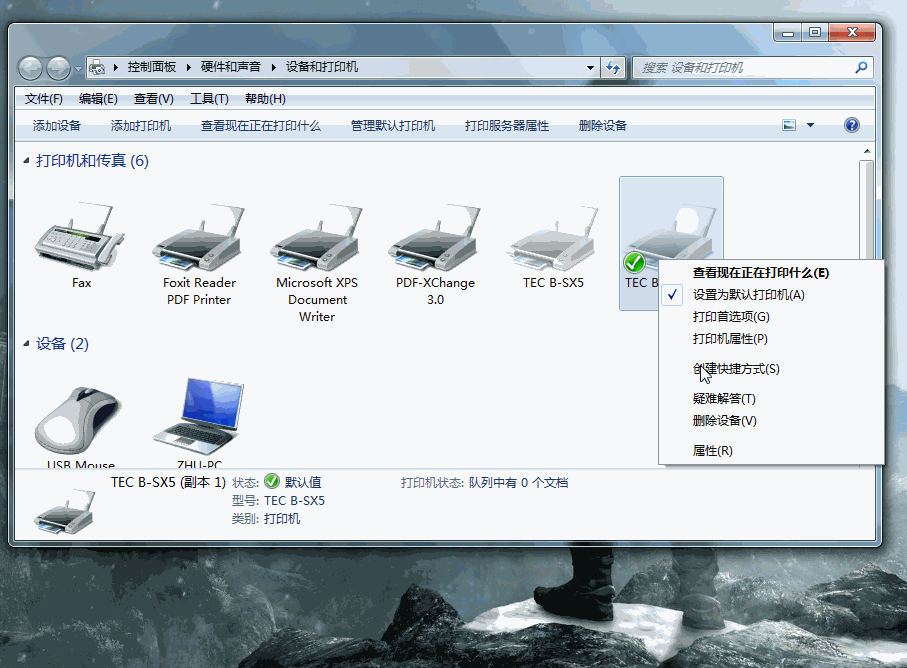 控制面板 硬件和声音 设备和打印机
搜索 设备和打印机
文件(F) 编辑(E) 查看(V) 工具(T) 帮助(H)
添加设备 添加打印机 查看现在正在打印什么 管理默认打印机 打印服务器属性 删除设备
打印机和传真 (6)
Fax
Foxit Reader
PDF Printer
Microsoft XPS
Document
Writer
PDF-XChange
3.0
TEC B-SX5
TEC B
查看现在正在打印什么(E)
设置为默认打印机(A)
打印首选项(G)
打印机属性(P)
创建快捷方式(S)
疑难解答(T)
删除设备(V)
属性(R)
设备 (2)
USB Mouse
ZHU-PC
TEC B-SX5 (副本 1) 状态: 默认值 打印机状态: 队列中有 0 个文档
型号: TEC B-SX5
类别: 打印机